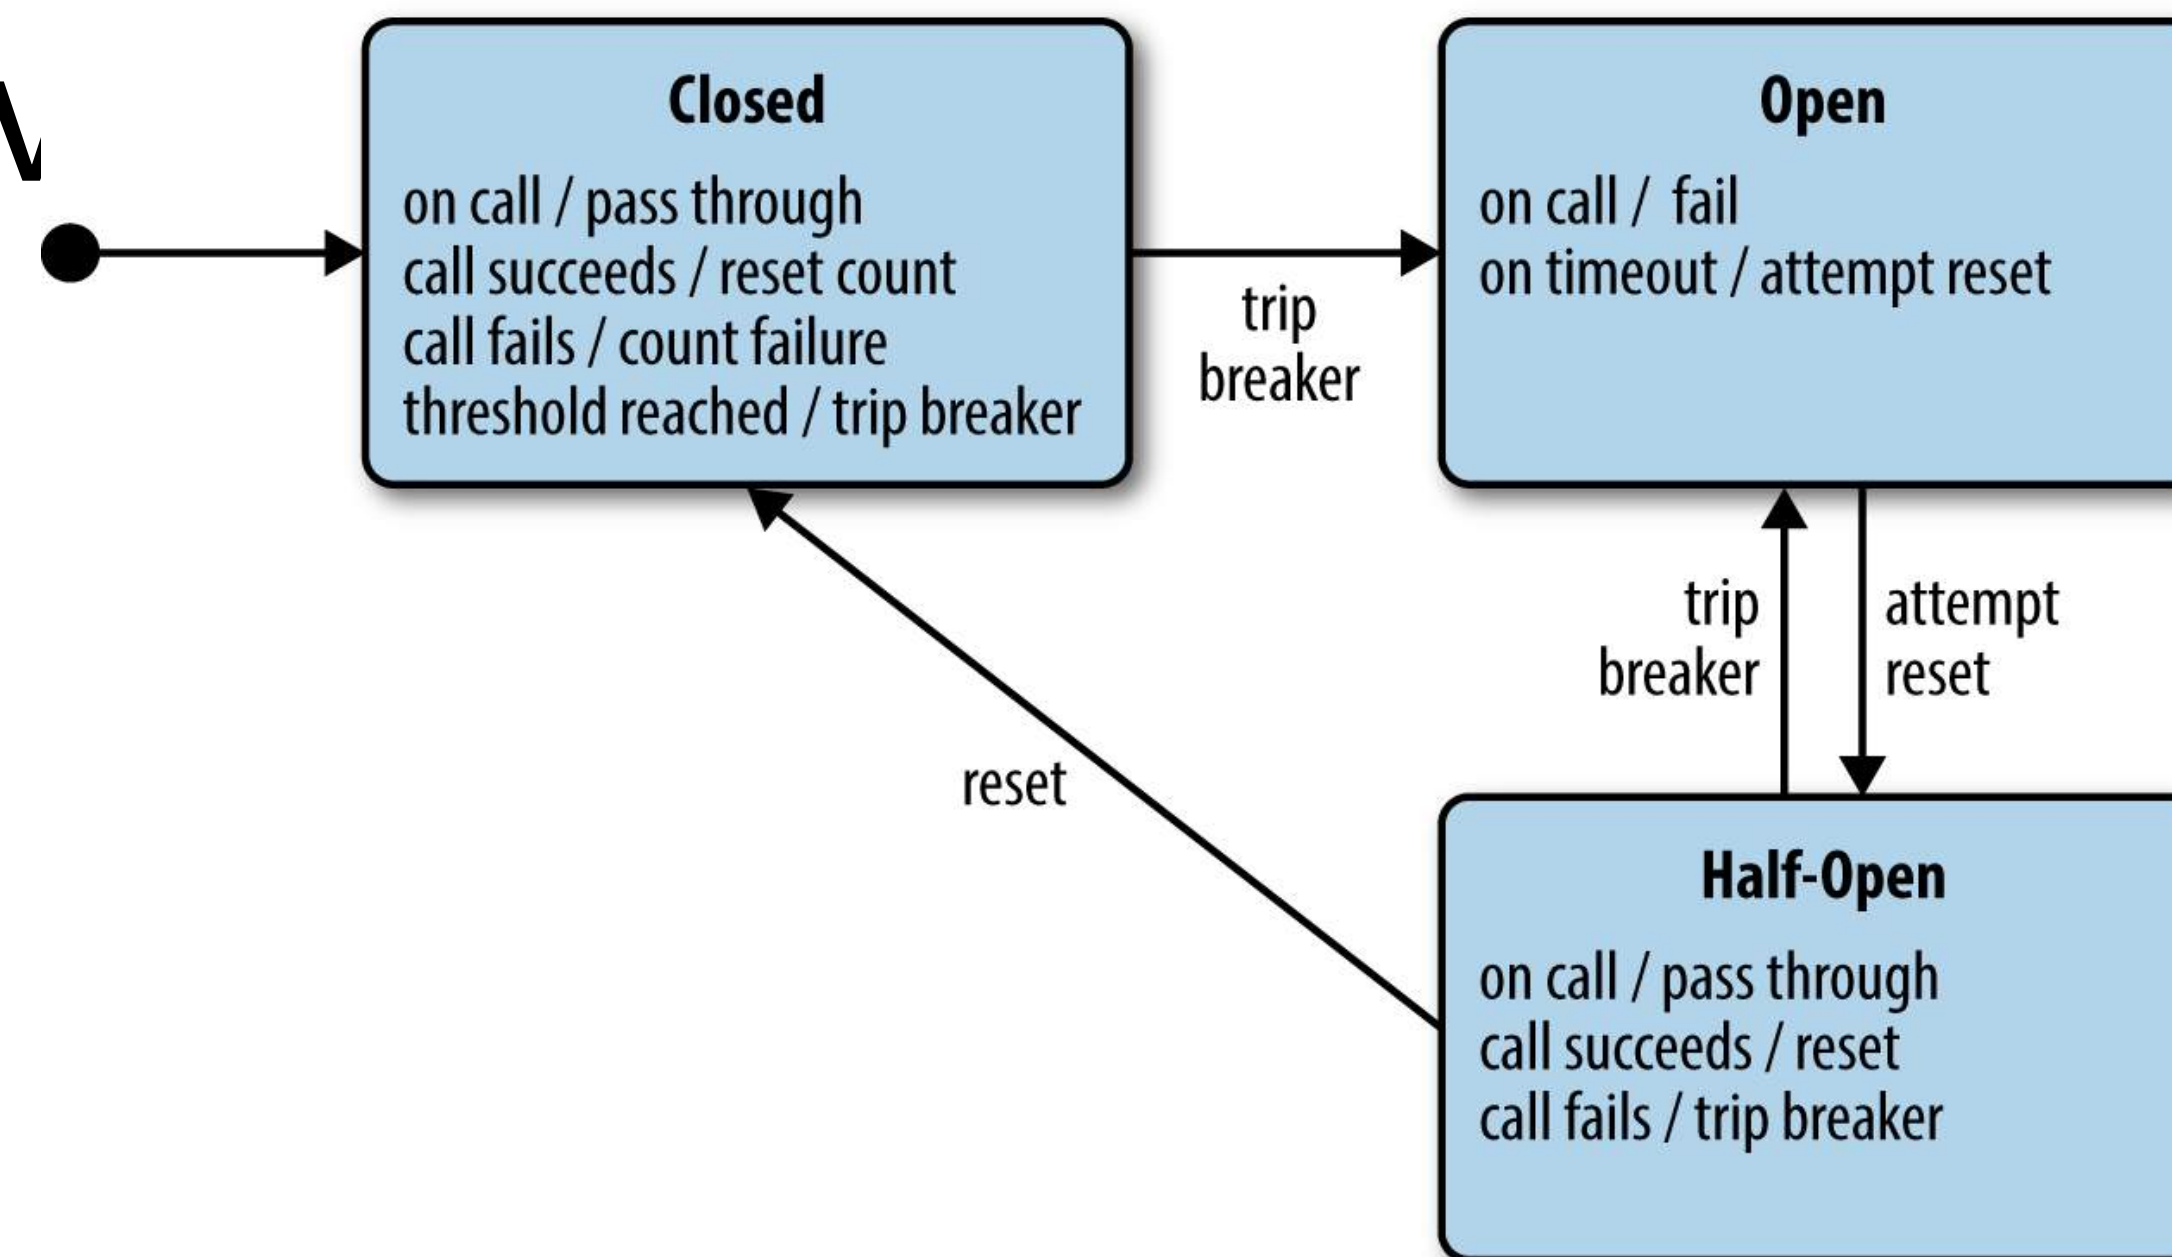 Closed
on call / pass through
call succeeds / reset count
call fails / count failure
threshold reached / trip breaker
trip
breaker
Open
on call / fail
on timeout / attempt reset
trip
breaker
attempt
reset
reset
Half-Open
on call / pass through
call succeeds / reset
call fails / trip breaker